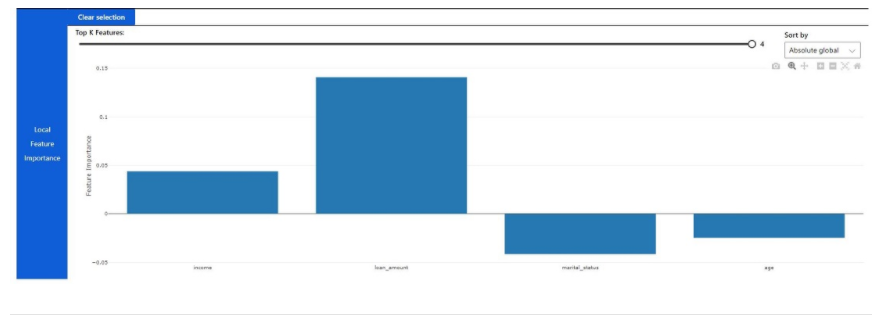 Clear selection
Top K Features:
4
Sort by
Absolute global
Local
Feature
Importance
Feature Importance
0.15
0.1
0.05
0
−0.05
income
loan_amount
marital_status
age